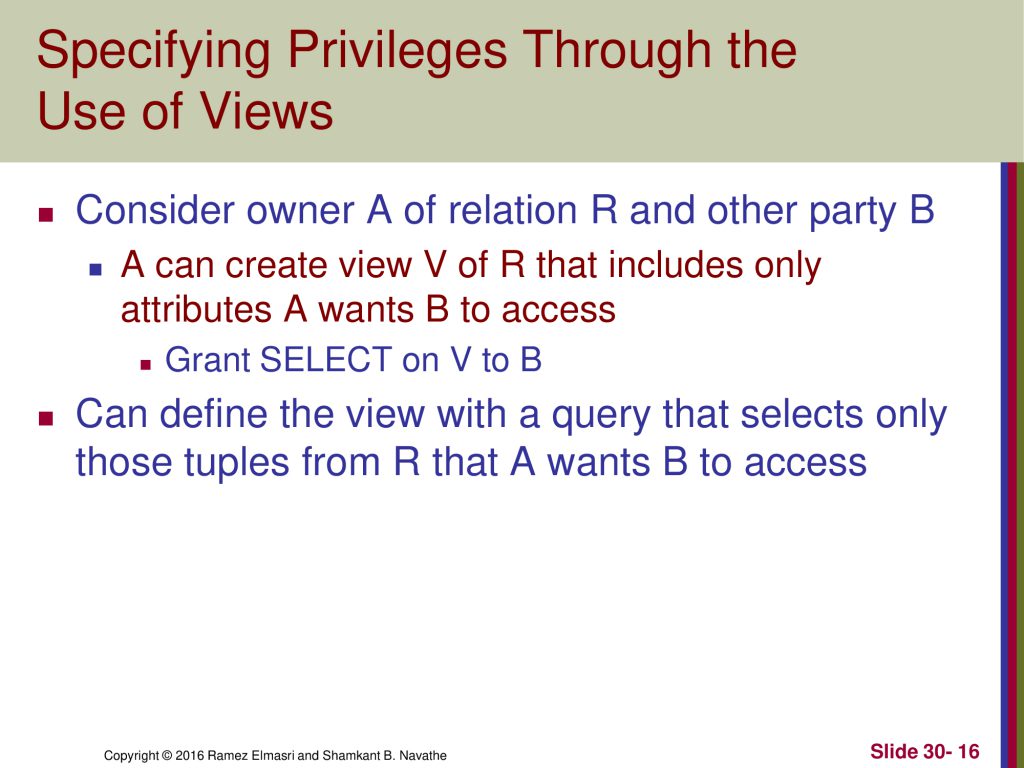 Specifying Privileges Through the
Use of Views
Consider owner A of relation R and other party B
A can create view V of R that includes only
attributes A wants B to access
Grant SELECT on V to B
Can define the view with a query that selects only
those tuples from R that A wants B to access
Copyright © 2016 Ramez Elmasri and Shamkant B. Navathe
Slide 30- 16